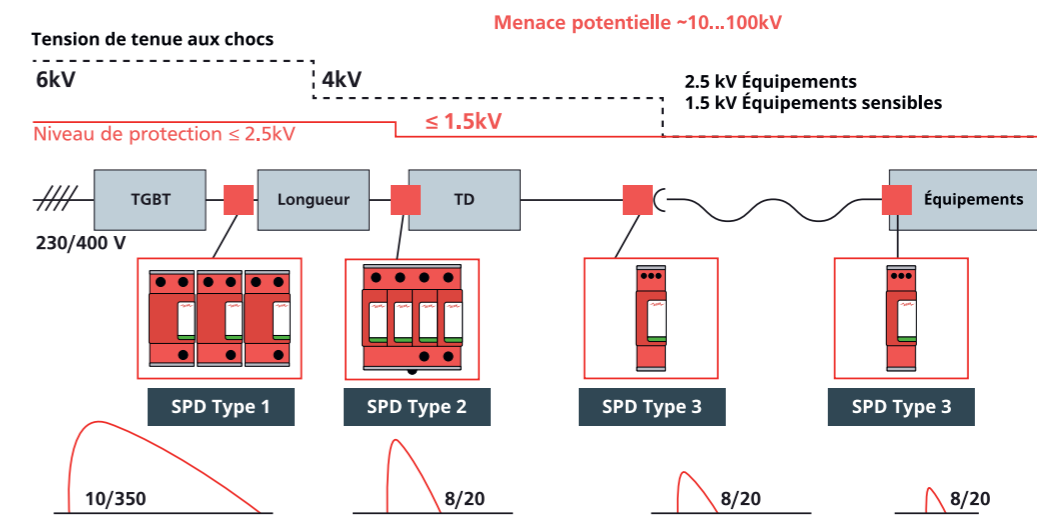 Menace potentielle ~10...100kV
Tension de tenue aux chocs
6kV
4kV
2.5 kV Équipements
1.5 kV Équipements sensibles
Niveau de protection ≤ 2.5kV
≤ 1.5kV
TGBT
Longueur
TD
Équipements
230/400 V
SPD Type 1
SPD Type 2
SPD Type 3
SPD Type 3
10/350
8/20
8/20
8/20